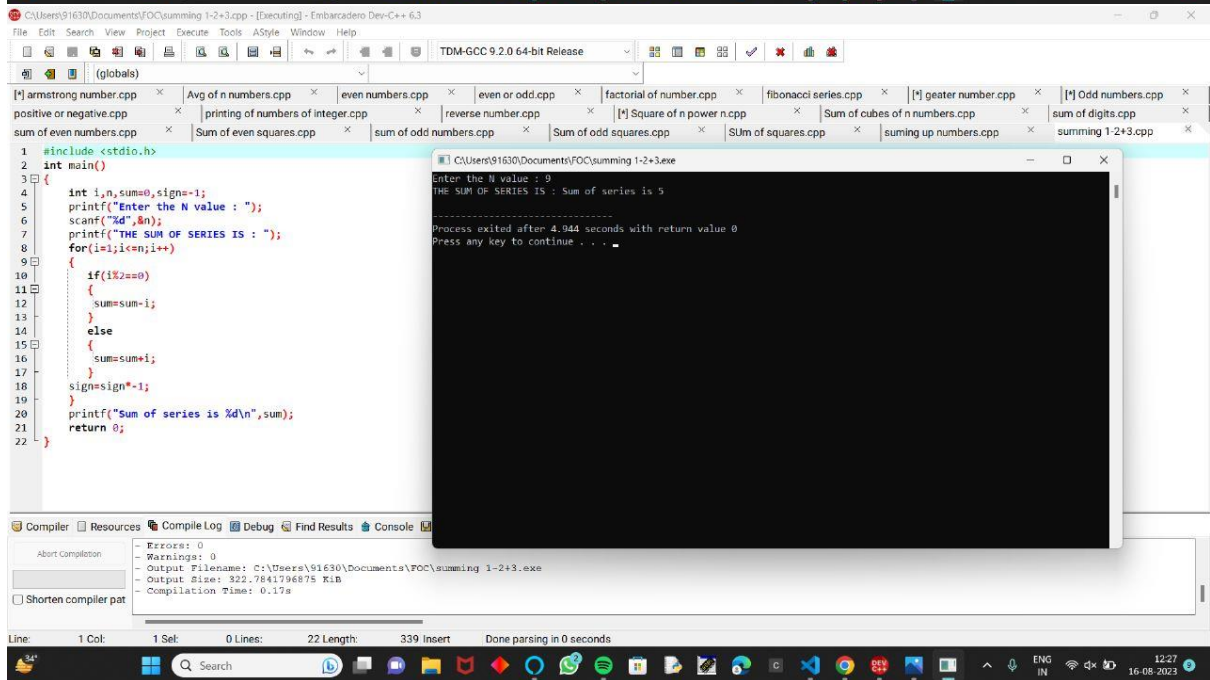 C:\Users\91630\Documents\FOC\summing 1-2+3.cpp - [Executing] - Embarcadero Dev-C++ 6.3
File Edit Search View Project Execute Tools AStyle Window Help
TDM-GCC 9.2.0 64-bit Release
(globals)
[*] armstrong number.cpp Avg of n numbers.cpp even numbers.cpp even or odd.cpp factorial of number.cpp fibonacci series.cpp [*] geater number.cpp [*] Odd numbers.cpp
positive or negative.cpp printing of numbers of integer.cpp reverse number.cpp [*] Square of n power n.cpp Sum of cubes of n numbers.cpp sum of digits.cpp
sum of even numbers.cpp Sum of even squares.cpp sum of odd numbers.cpp Sum of odd squares.cpp SUm of squares.cpp suming up numbers.cpp summing 1-2+3.cpp
1 #include <stdio.h>
2 int main()
3 {
4 int i,n,sum=0,sign=-1;
5 printf("Enter the N value : ");
6 scanf("%d",&n);
7 printf("THE SUM OF SERIES IS : ");
8 for(i=1;i<=n;i++)
9 {
10 if(i%2==0)
11 {
12 sum=sum-i;
13 }
14 else
15 {
16 sum=sum+i;
17 }
18 sign=sign*-1;
19 }
20 printf("Sum of series is %d\n",sum);
21 return 0;
22 }
C:\Users\91630\Documents\FOC\summing 1-2+3.exe
Enter the N value : 9
THE SUM OF SERIES IS : Sum of series is 5
--------------------------------
Process exited after 4.944 seconds with return value 0
Press any key to continue . . .
Compiler Resources Compile Log Debug Find Results Console
Abort Compilation
Shorten compiler pat
- Errors: 0
- Warnings: 0
- Output Filename: C:\Users\91630\Documents\FOC\summing 1-2+3.exe
- Output Size: 322.7841796875 KiB
- Compilation Time: 0.17s
Line: 1 Col: 1 Sel: 0 Lines: 22 Length: 339 Insert Done parsing in 0 seconds
34°
Search
ENG
IN
12:27
16-08-2023